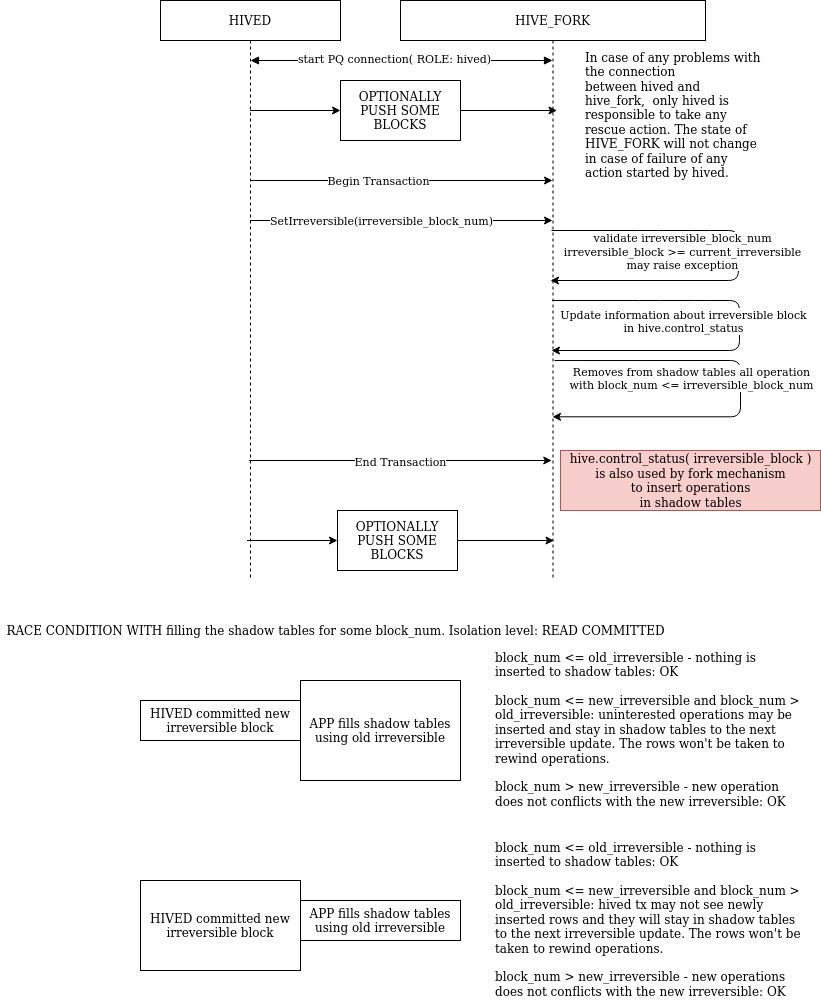 HIVED
HIVE_FORK
start PQ connection( ROLE: hived)
In case of any problems with
the connection
between hived and
hive_fork,  only hived is
responsible to take any
rescue action. The state of
HIVE_FORK will not change
in case of failure of any
action started by hived.
OPTIONALLY
PUSH SOME
BLOCKS
Begin Transaction
SetIrreversible(irreversible_block_num)
validate irreversible_block_num
irreversible_block >= current_irreversible
may raise exception
Update information about irreversible block
in hive.control_status
Removes from shadow tables all operation
with block_num <= irreversible_block_num
End Transaction
hive.control_status( irreversible_block )
is also used by fork mechanism
to insert operations
in shadow tables
OPTIONALLY
PUSH SOME
BLOCKS
RACE CONDITION WITH filling the shadow tables for some block_num. Isolation level: READ COMMITTED
HIVED committed new
irreversible block
APP fills shadow tables
using old irreversible
block_num <= old_irreversible - nothing is
inserted to shadow tables: OK
block_num <= new_irreversible and block_num >
old_irreversible: uninterested operations may be
inserted and stay in shadow tables to the next
irreversible update. The rows won't be taken to
rewind operations.
block_num > new_irreversible - new operation
does not conflicts with the new irreversible: OK
HIVED committed new
irreversible block
APP fills shadow tables
using old irreversible
block_num <= old_irreversible - nothing is
inserted to shadow tables: OK
block_num <= new_irreversible and block_num >
old_irreversible: hived tx may not see newly
inserted rows and they will stay in shadow tables
to the next irreversible update. The rows won't be
taken to rewind operations.
block_num > new_irreversible - new operations
does not conflicts with the new irreversible: OK